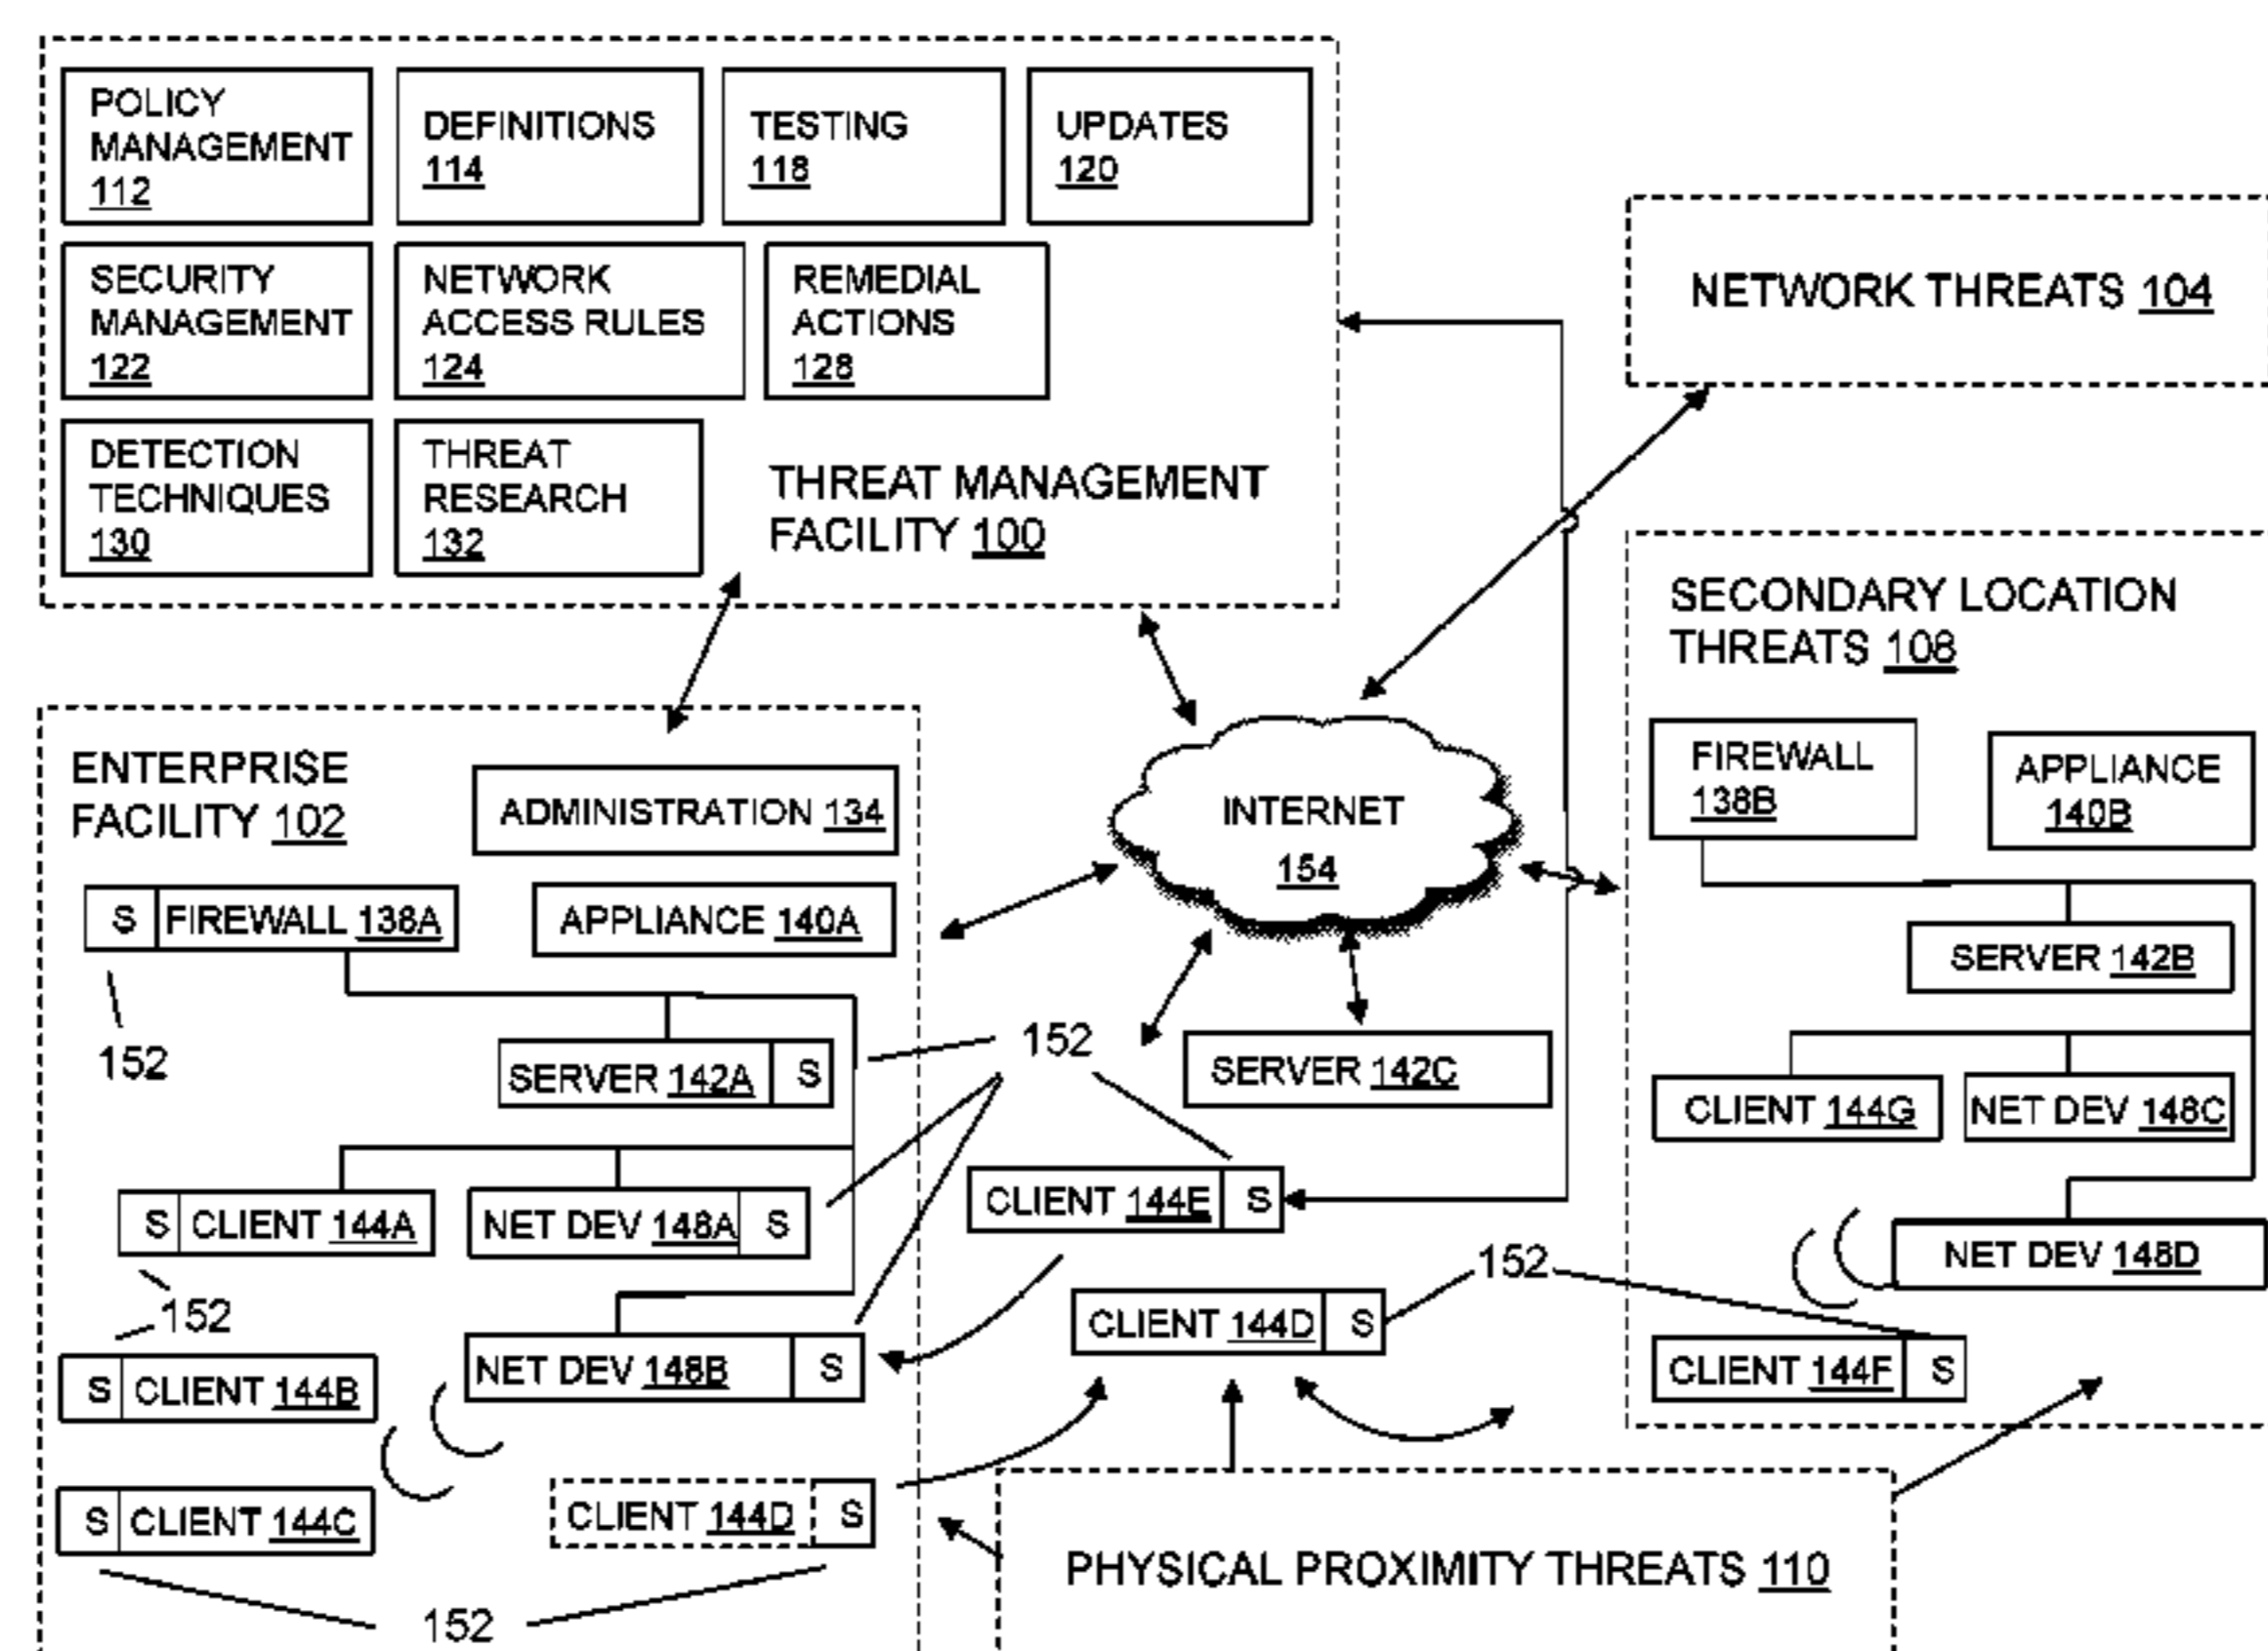 POLICY
MANAGEMENT
112
DEFINITIONS
114
TESTING
118
UPDATES
120
SECURITY
MANAGEMENT
122
NETWORK
ACCESS RULES
124
REMEDIAL
ACTIONS
128
DETECTION
TECHNIQUES
130
THREAT
RESEARCH
132
THREAT MANAGEMENT
FACILITY 100
NETWORK THREATS 104
SECONDARY LOCATION
THREATS 108
FIREWALL
138B
APPLIANCE
140B
SERVER 142B
CLIENT 144G
NET DEV 148C
NET DEV 148D
CLIENT 144F S
INTERNET
154
SERVER 142C
ENTERPRISE
FACILITY 102
ADMINISTRATION 134
S FIREWALL 138A
APPLIANCE 140A
152
SERVER 142A S
152
S CLIENT 144A
NET DEV 148A S
CLIENT 144E S
152
152
CLIENT 144D S
S CLIENT 144B
NET DEV 148B S
S CLIENT 144C
CLIENT 144D S
152
PHYSICAL PROXIMITY THREATS 110